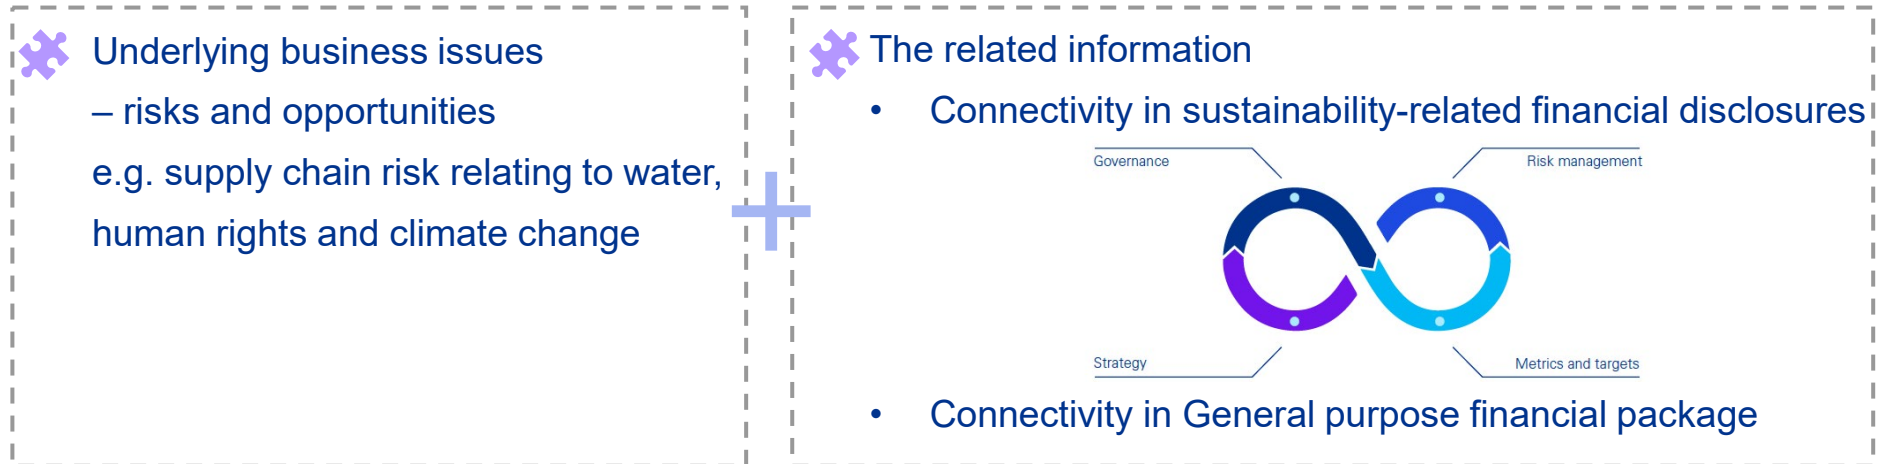 Underlying business issues
– risks and opportunities
e.g. supply chain risk relating to water,
human rights and climate change
The related information
• Connectivity in sustainability-related financial disclosures
Governance
Risk management
Strategy
Metrics and targets
• Connectivity in General purpose financial package